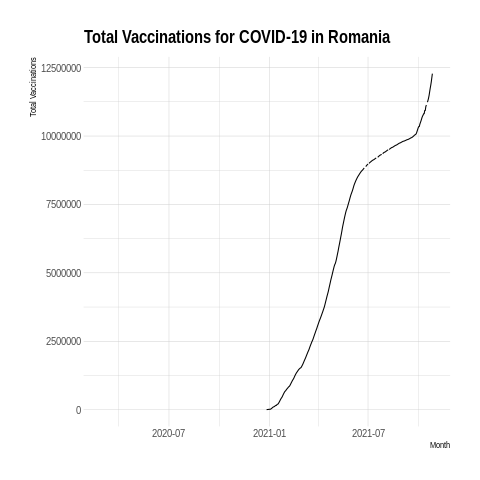 Total Vaccinations for COVID-19 in Romania
Total Vaccinations
12500000
10000000
7500000
5000000
2500000
0
2020-07 2021-01 2021-07
Month